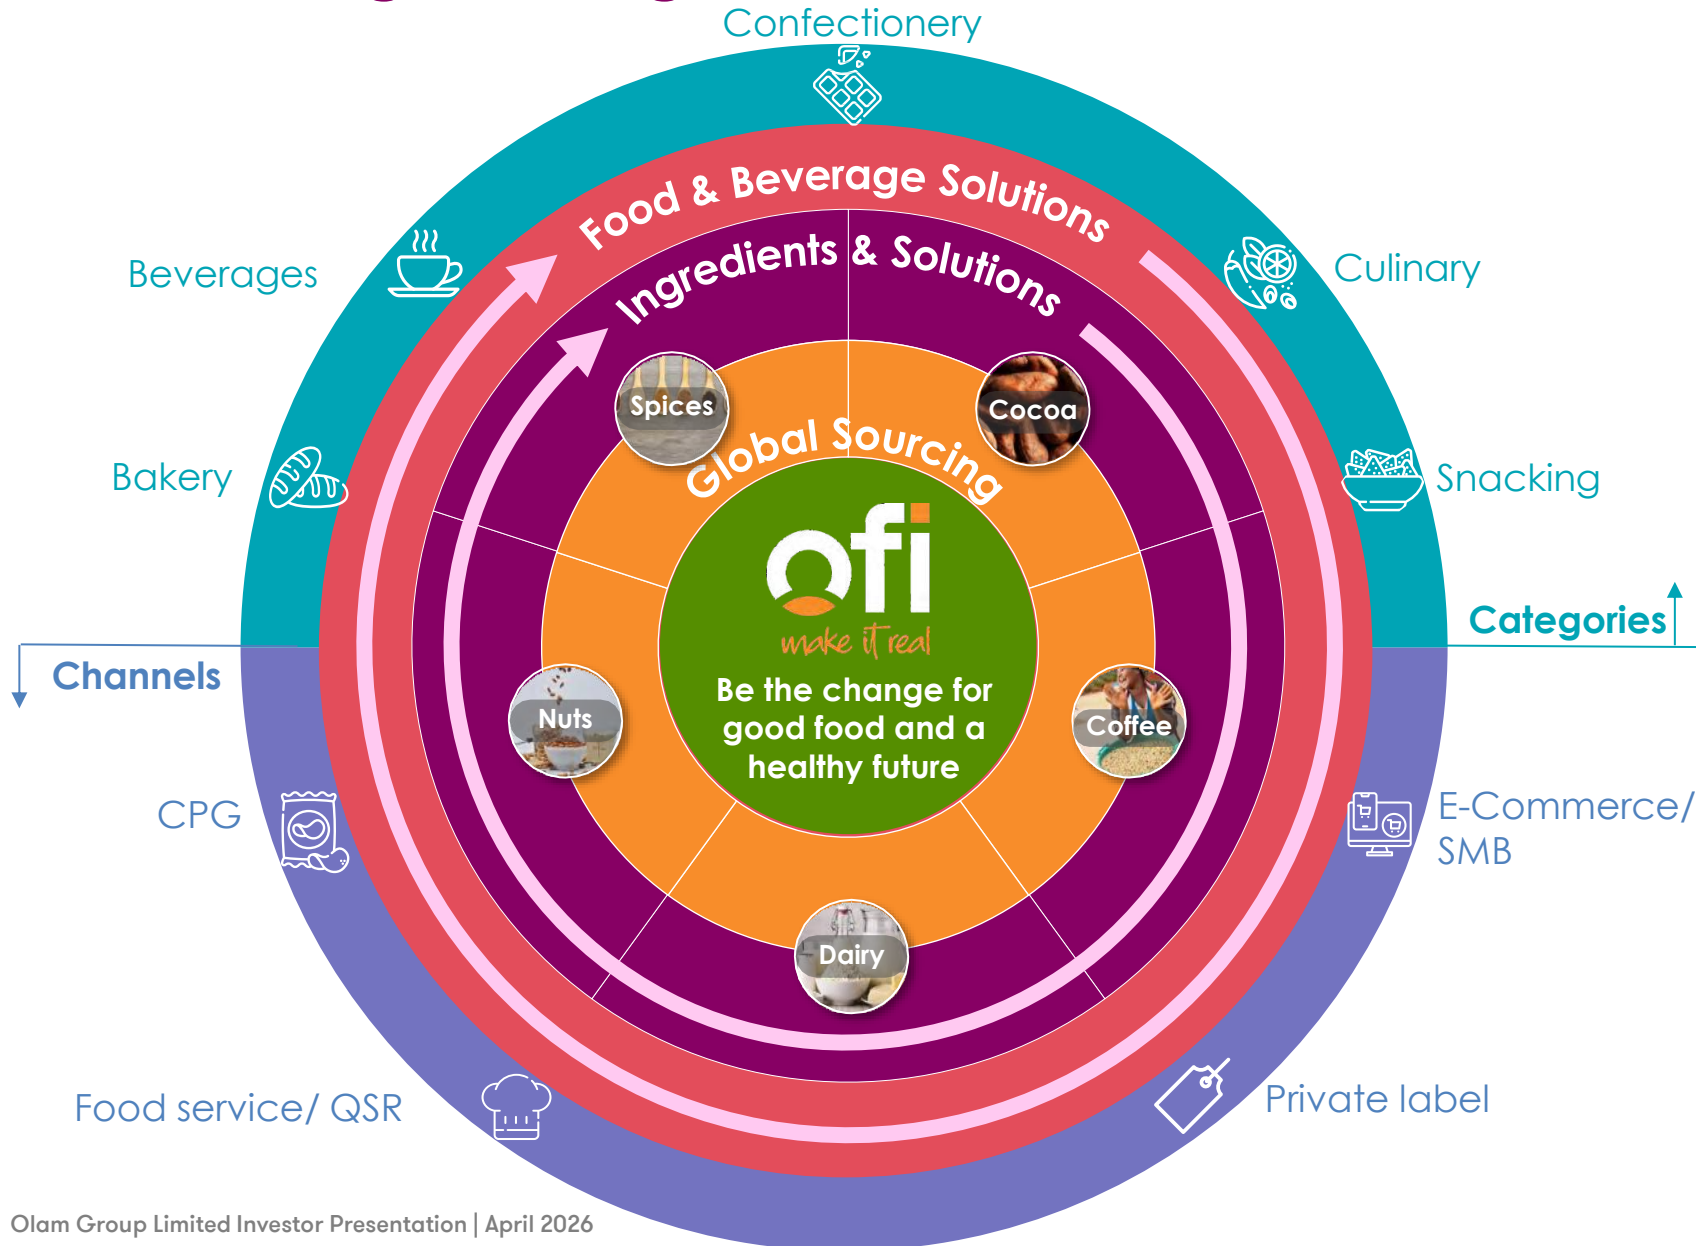 Confectionery
Food & Beverage Solutions
Ingredients & Solutions
Beverages
Culinary
Spices
Cocoa
Global Sourcing
Bakery
Snacking
ofi
make it real
Categories
Channels
Be the change for
good food and a
healthy future
Nuts
Coffee
CPG
E-Commerce/
SMB
Dairy
Food service/ QSR
Private label
Olam Group Limited Investor Presentation | April 2026